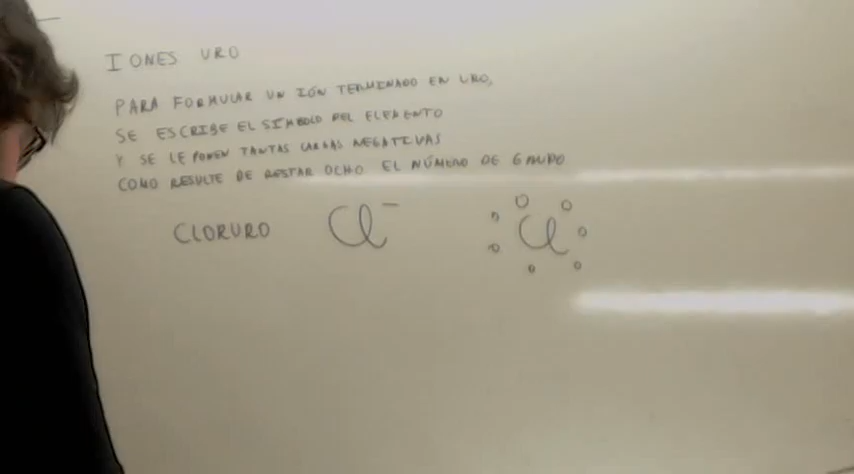 IONES URO
PARA FORMULAR UN IÓN TERMINADO EN URO,
SE ESCRIBE EL SIMBOLO DEL ELEMENTO
Y SE LE PONEN TANTAS CARGAS NEGATIVAS
COMO RESULTE DE RESTAR OCHO EL NÚMERO DE GRUPO
CLORURO Cl⁻ Cl